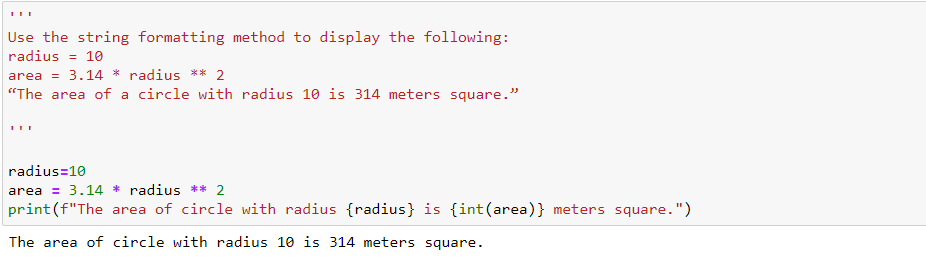 '''
Use the string formatting method to display the following:
radius = 10
area = 3.14 * radius ** 2
“The area of a circle with radius 10 is 314 meters square.”
'''
radius=10
area = 3.14 * radius ** 2
print(f"The area of circle with radius {radius} is {int(area)} meters square.")
The area of circle with radius 10 is 314 meters square.